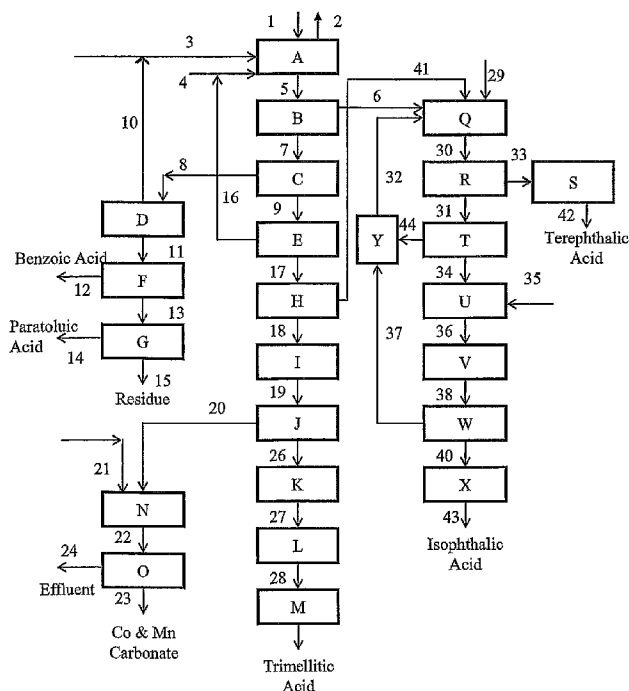 1
2
3
A
4
41
29
5
6
10
B
Q
7
30
8
C
32
R
33
S
16
9
31
42
D
E
Y
44
T
Terephthalic
Acid
11
Benzoic Acid
F
17
34
35
12
H
U
13
37
Paratoluic
Acid
G
18
36
14
I
V
15
Residue
19
38
20
J
W
21
26
40
N
K
X
22
27
43
24
O
L
Isophthalic
Acid
Effluent
23
28
Co & Mn
Carbonate
M
Trimellitic
Acid